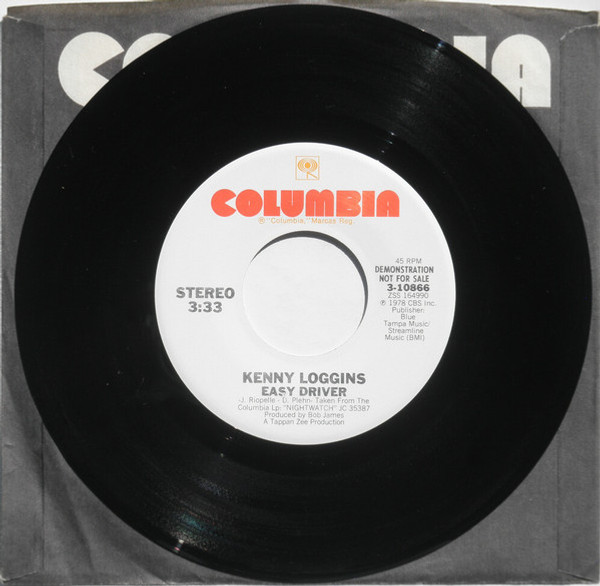 COLUMBIA
COLUMBIA
® "Columbia," Marcas Reg.
STEREO
3:33
45 RPM
DEMONSTRATION
NOT FOR SALE
3-10866
ZSS 164990
℗ 1978 CBS Inc.
Publisher:
Blue
Tampa Music/
Streamline
Music (BMI)
KENNY LOGGINS
EASY DRIVER
-J. Riopelle - D. Plehn- Taken From The
Columbia Lp: "NIGHTWATCH" JC 35387
Produced by Bob James
A Tappan Zee Production